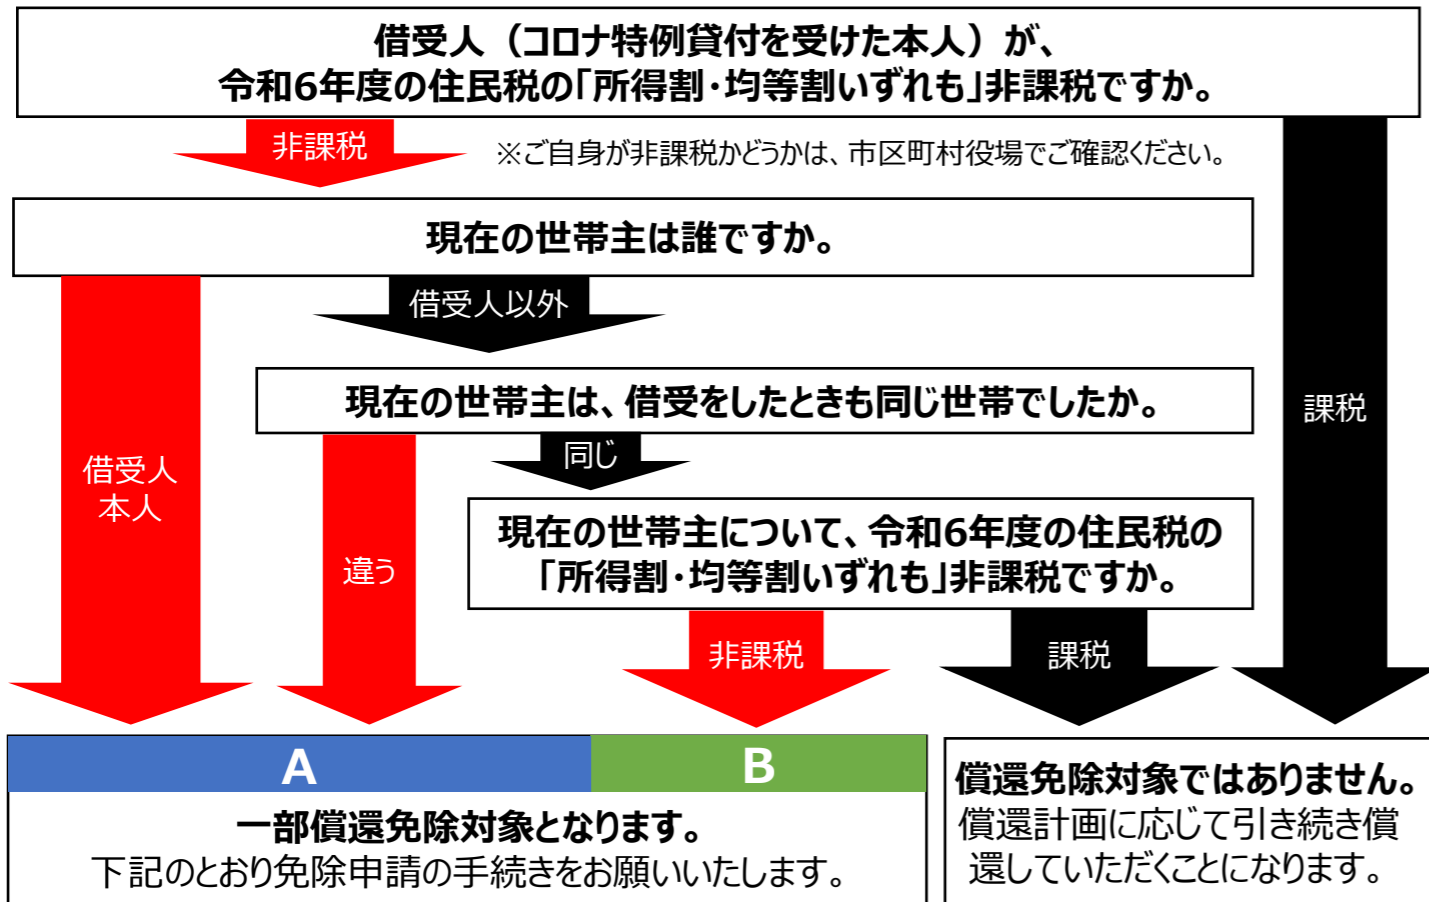 借受人（コロナ特例貸付を受けた本人）が、
令和6年度の住民税の「所得割・均等割いずれも」非課税ですか。
非課税
※ご自身が非課税かどうかは、市区町村役場でご確認ください。
現在の世帯主は誰ですか。
借受人以外
現在の世帯主は、借受をしたときも同じ世帯でしたか。
課税
同じ
借受人
本人
現在の世帯主について、令和6年度の住民税の
「所得割・均等割いずれも」非課税ですか。
違う
非課税
課税
A
B
一部償還免除対象となります。
下記のとおり免除申請の手続きをお願いいたします。
償還免除対象ではありません。
償還計画に応じて引き続き償
還していただくことになります。